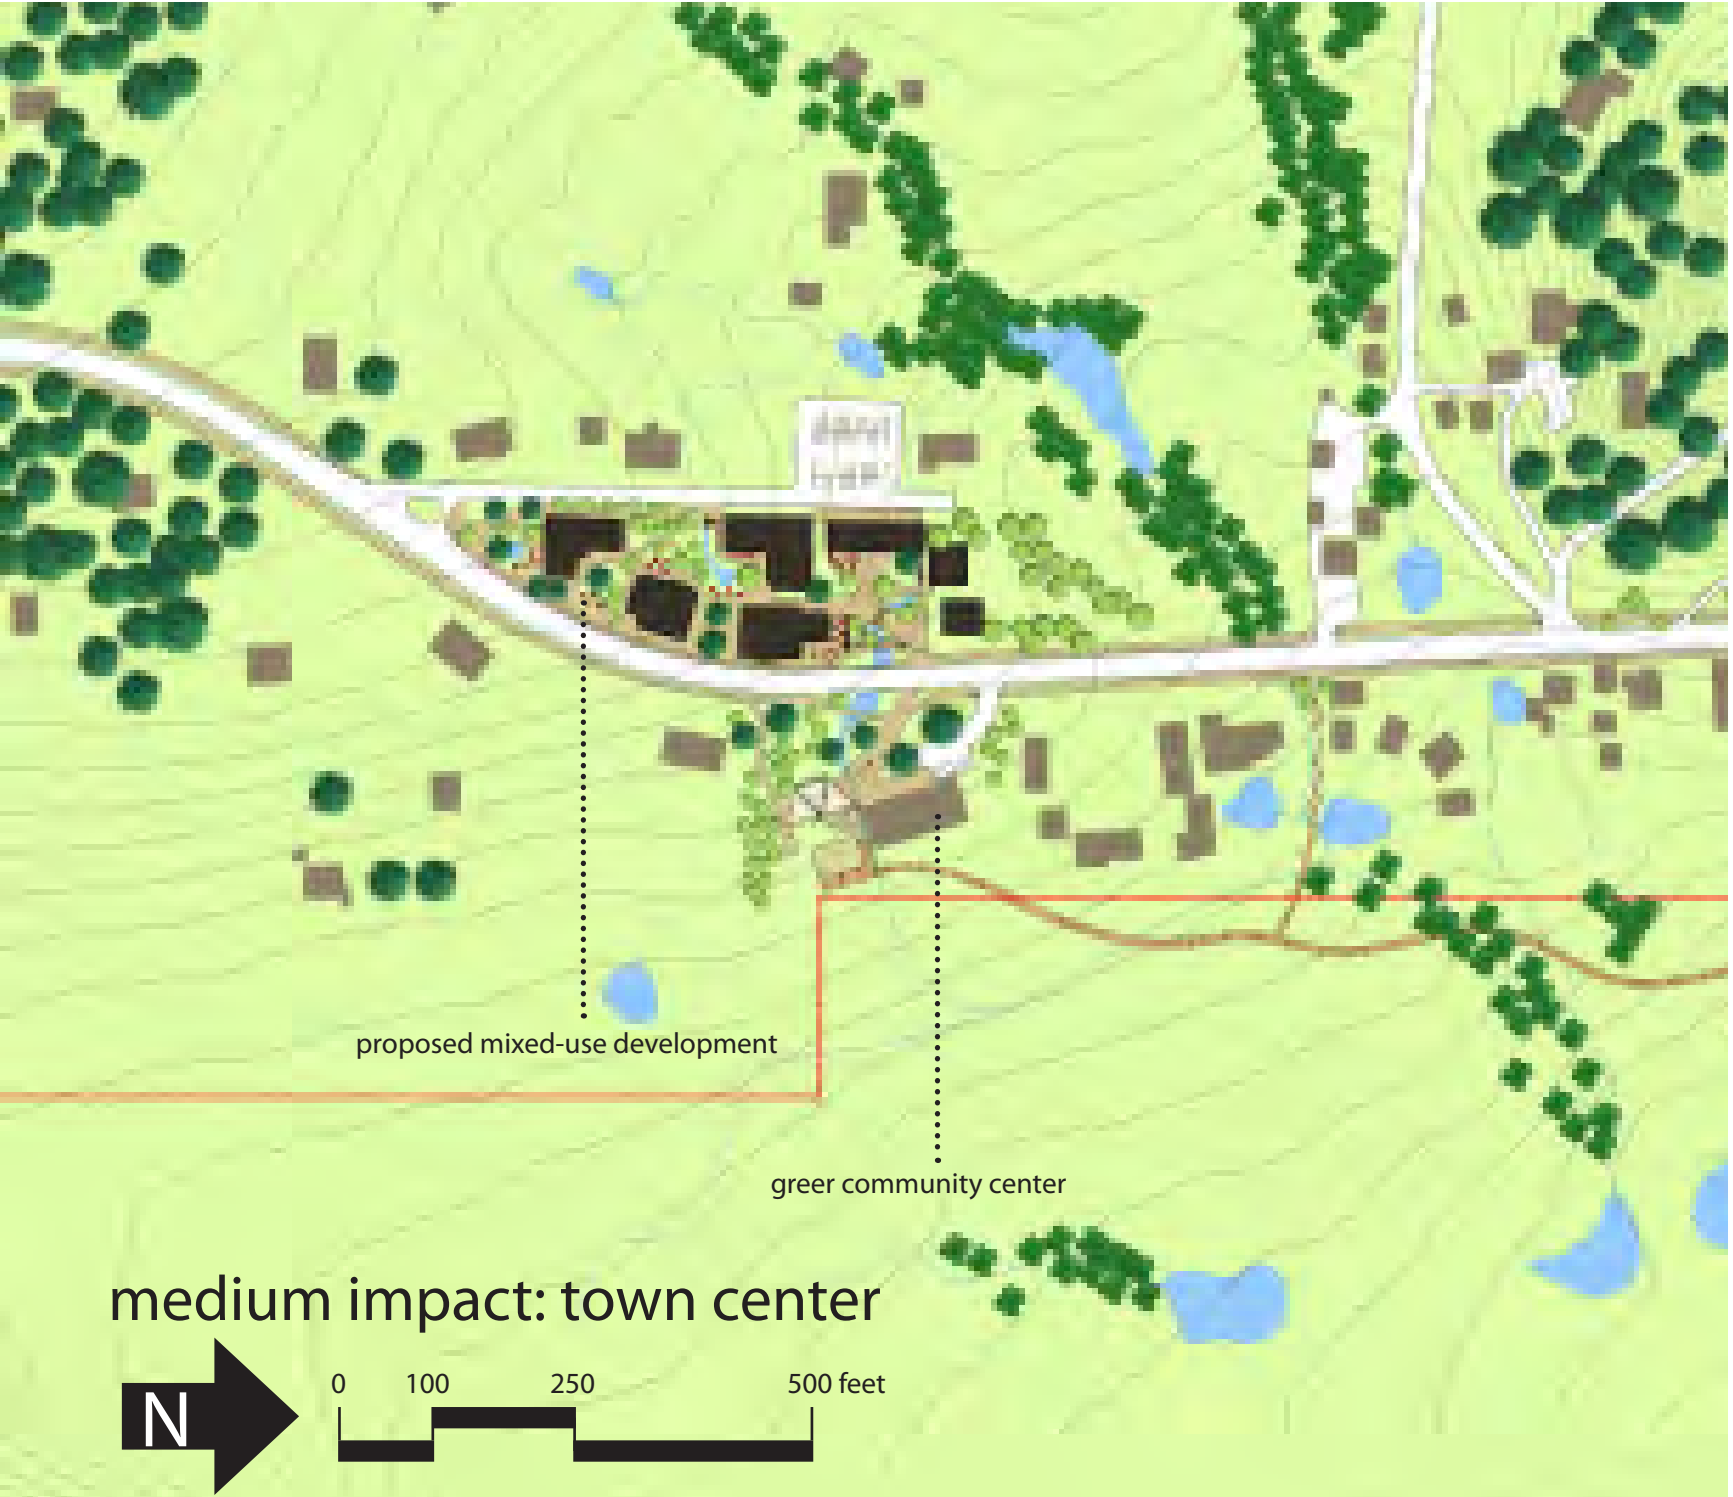 proposed mixed-use development
greer community center
medium impact: town center
N
0 100 250 500 feet